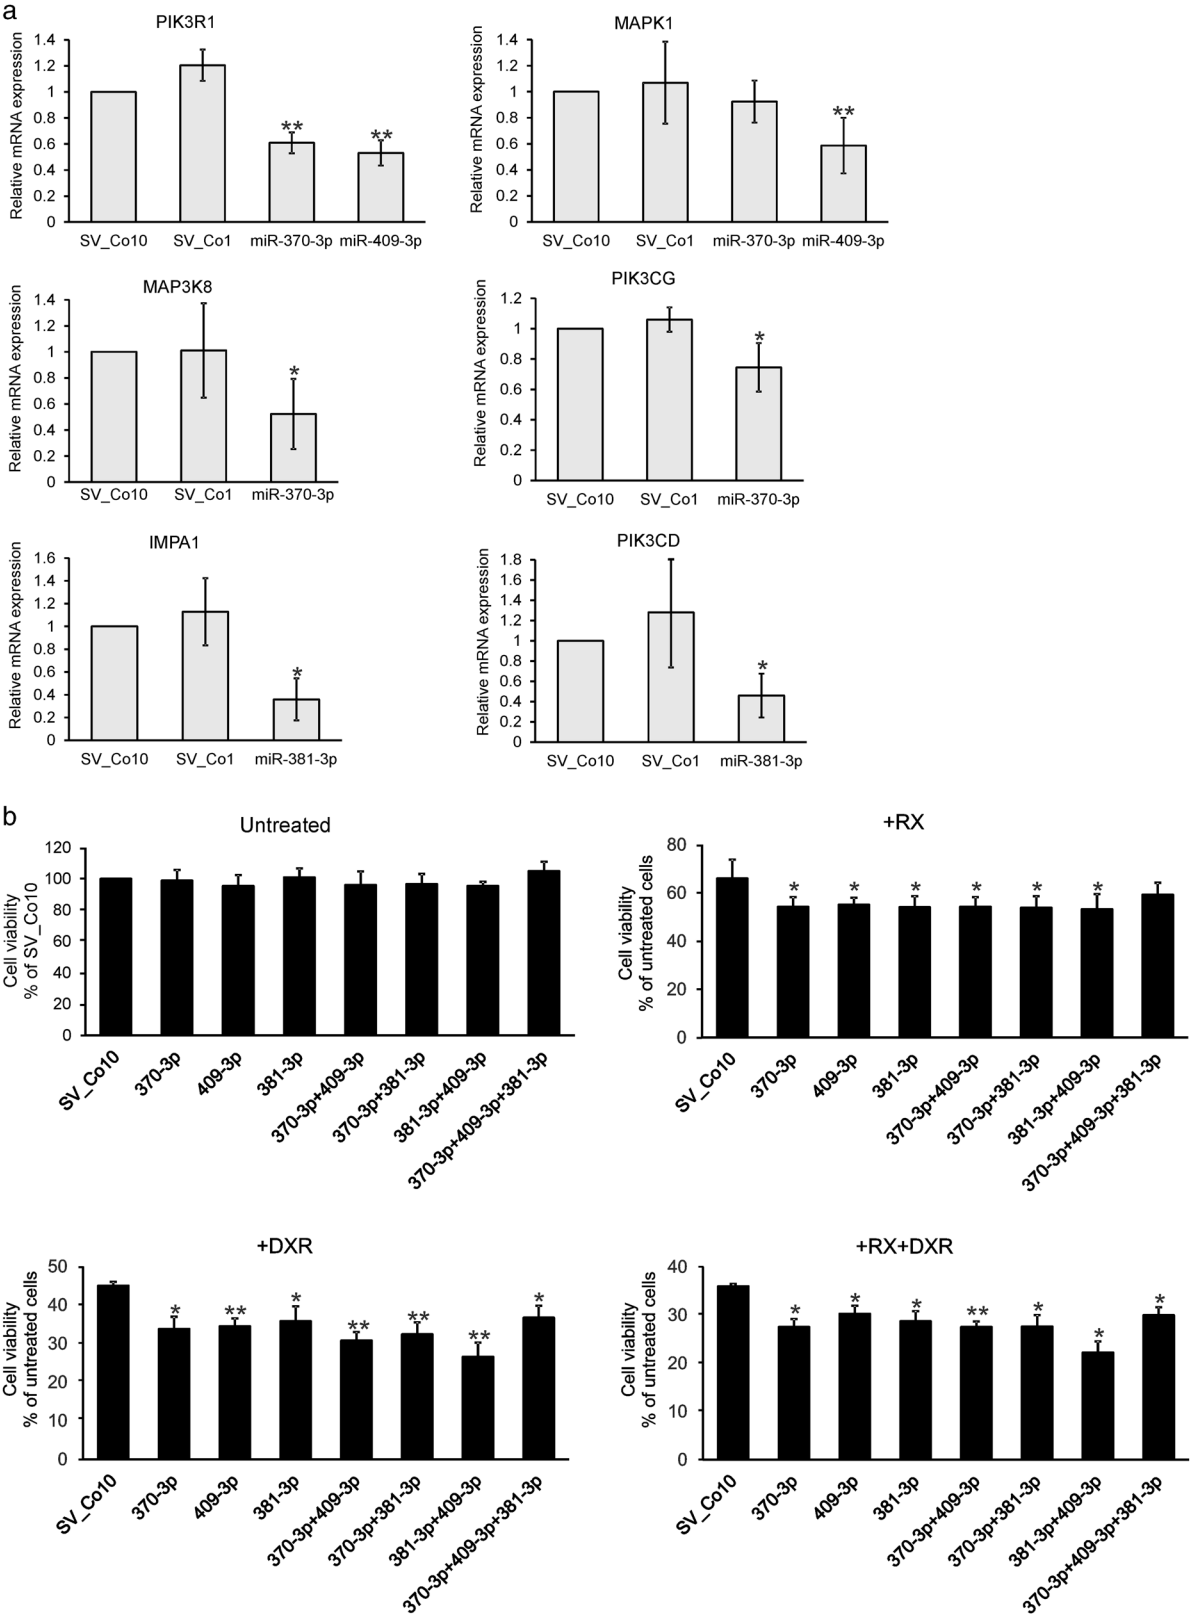 a
PIK3R1
Relative mRNA expression
1.4
1.2
1
0.8
0.6
0.4
0.2
0
** **
SV_Co10 SV_Co1 miR-370-3p miR-409-3p
MAPK1
Relative mRNA expression
1.4
1.2
1
0.8
0.6
0.4
0.2
0
**
SV_Co10 SV_Co1 miR-370-3p miR-409-3p
MAP3K8
Relative mRNA expression
1.4
1.2
1
0.8
0.6
0.4
0.2
0
*
SV_Co10 SV_Co1 miR-370-3p
PIK3CG
Relative mRNA expression
1.2
1
0.8
0.6
0.4
0.2
0
*
SV_Co10 SV_Co1 miR-370-3p
IMPA1
Relative mRNA expression
1.6
1.4
1.2
1
0.8
0.6
0.4
0.2
0
*
SV_Co10 SV_Co1 miR-381-3p
PIK3CD
Relative mRNA expression
1.8
1.6
1.4
1.2
1
0.8
0.6
0.4
0.2
0
*
SV_Co10 SV_Co1 miR-381-3p
b
Untreated
Cell viability
% of SV_Co10
120
100
80
60
40
20
0
SV_Co10
370-3p
409-3p
381-3p
370-3p+409-3p
370-3p+381-3p
381-3p+409-3p
370-3p+409-3p+381-3p
+RX
Cell viability
% of untreated cells
80
60
40
20
0
* * * * * *
SV_Co10
370-3p
409-3p
381-3p
370-3p+409-3p
370-3p+381-3p
381-3p+409-3p
370-3p+409-3p+381-3p
+DXR
Cell viability
% of untreated cells
50
40
30
20
10
0
* ** * ** ** ** *
SV_Co10
370-3p
409-3p
381-3p
370-3p+409-3p
370-3p+381-3p
381-3p+409-3p
370-3p+409-3p+381-3p
+RX+DXR
Cell viability
% of untreated cells
40
30
20
10
0
* * * ** * * *
SV_Co10
370-3p
409-3p
381-3p
370-3p+409-3p
370-3p+381-3p
381-3p+409-3p
370-3p+409-3p+381-3p